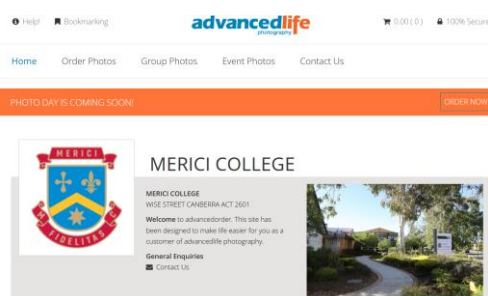 Help!
Bookmarking
advancedlife
photography
0.00 ( 0 )
100% Secure
Home
Order Photos
Group Photos
Event Photos
Contact Us
PHOTO DAY IS COMING SOON!
ORDER NOW
MERICI
FIDELITAS
MERICI COLLEGE
MERICI COLLEGE
WISE STREET CANBERRA ACT 2601
Welcome to advancedorder. This site has
been designed to make life easier for you as a
customer of advancedlife photography.
General Enquiries
Contact Us